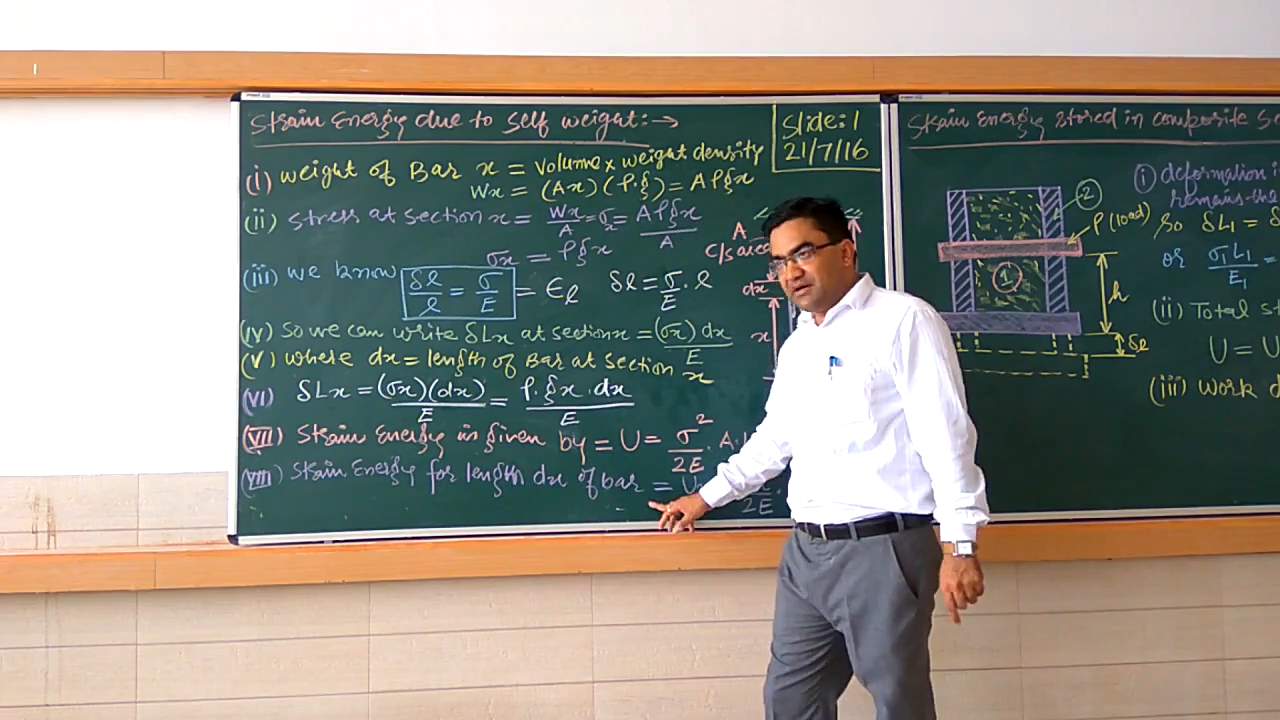 Strain Energy due to self weight:→
Slide: 1
21/7/16
(i) weight of Bar x = volume x weight density
Wx = (Ax) (ρ.g) = Aρgx
(ii) stress at section x = Wx/A = σx = Aρgx/A
σx = ρgx
A
C/s area
(iii) we know δl/l = σ/E = ϵl δl = σ/E . l
dx
(iv) So we can write δLx at section x = (σx) dx/E
x
(v) where dx = length of Bar at section x
(vi) δLx = (σx)(dx)/E = ρ.gx.dx/E
(VII) Strain Energy is given by = U = σ²/2E . A.
(VIII) Strain Energy for length dx of bar = U /2E .
Strain Energy stored in composite
(i) deformation
remains the
2
P (load)
So δL1 =
1
or σ1L1/E1
h
(ii) Total
δl
U = U
(iii) Work